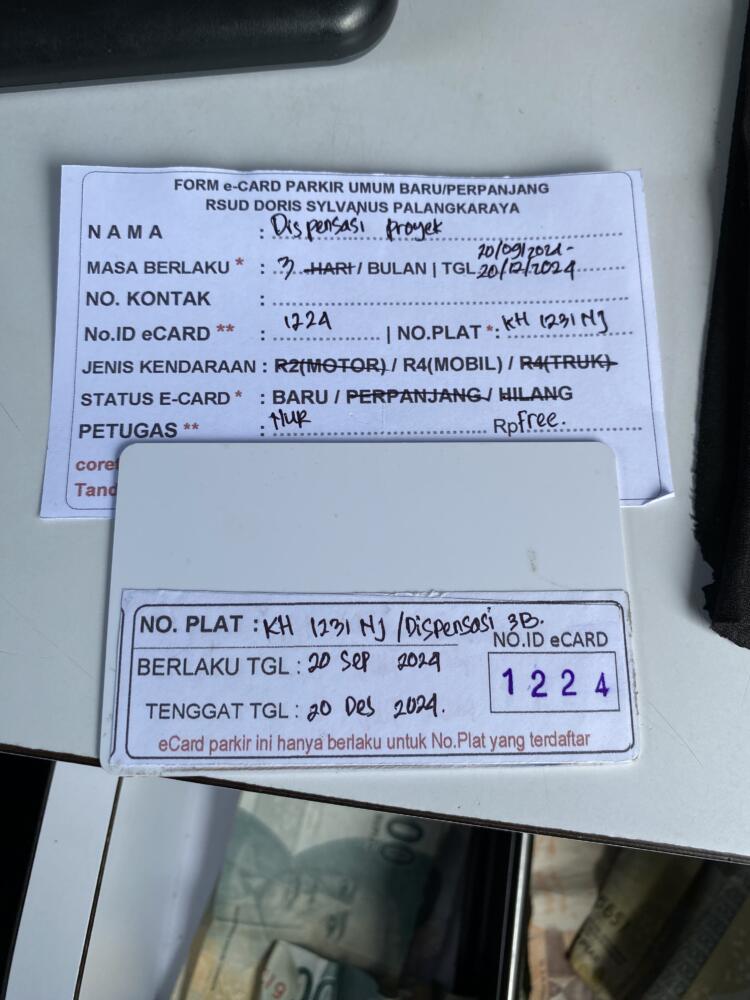 FORM e-CARD PARKIR UMUM BARU/PERPANJANG
RSUD DORIS SYLVANUS PALANGKARAYA
NAMA : Dispensasi proyek
MASA BERLAKU * : 3 HARI / BULAN | TGL 20/09/2024 - 20/12/2024
NO. KONTAK :
No.ID eCARD ** : 1224 | NO.PLAT *: KH 1231 NJ
JENIS KENDARAAN : R2(MOTOR) / R4(MOBIL) / R4(TRUK)
STATUS E-CARD * : BARU / PERPANJANG / HILANG
PETUGAS ** : Nur Rp Free.
coret
Tand
NO. PLAT : KH 1231 NJ / Dispensasi 3B.
NO.ID eCARD
BERLAKU TGL : 20 Sep 2024
1224
TENGGAT TGL : 20 Des 2024.
eCard parkir ini hanya berlaku untuk No.Plat yang terdaftar